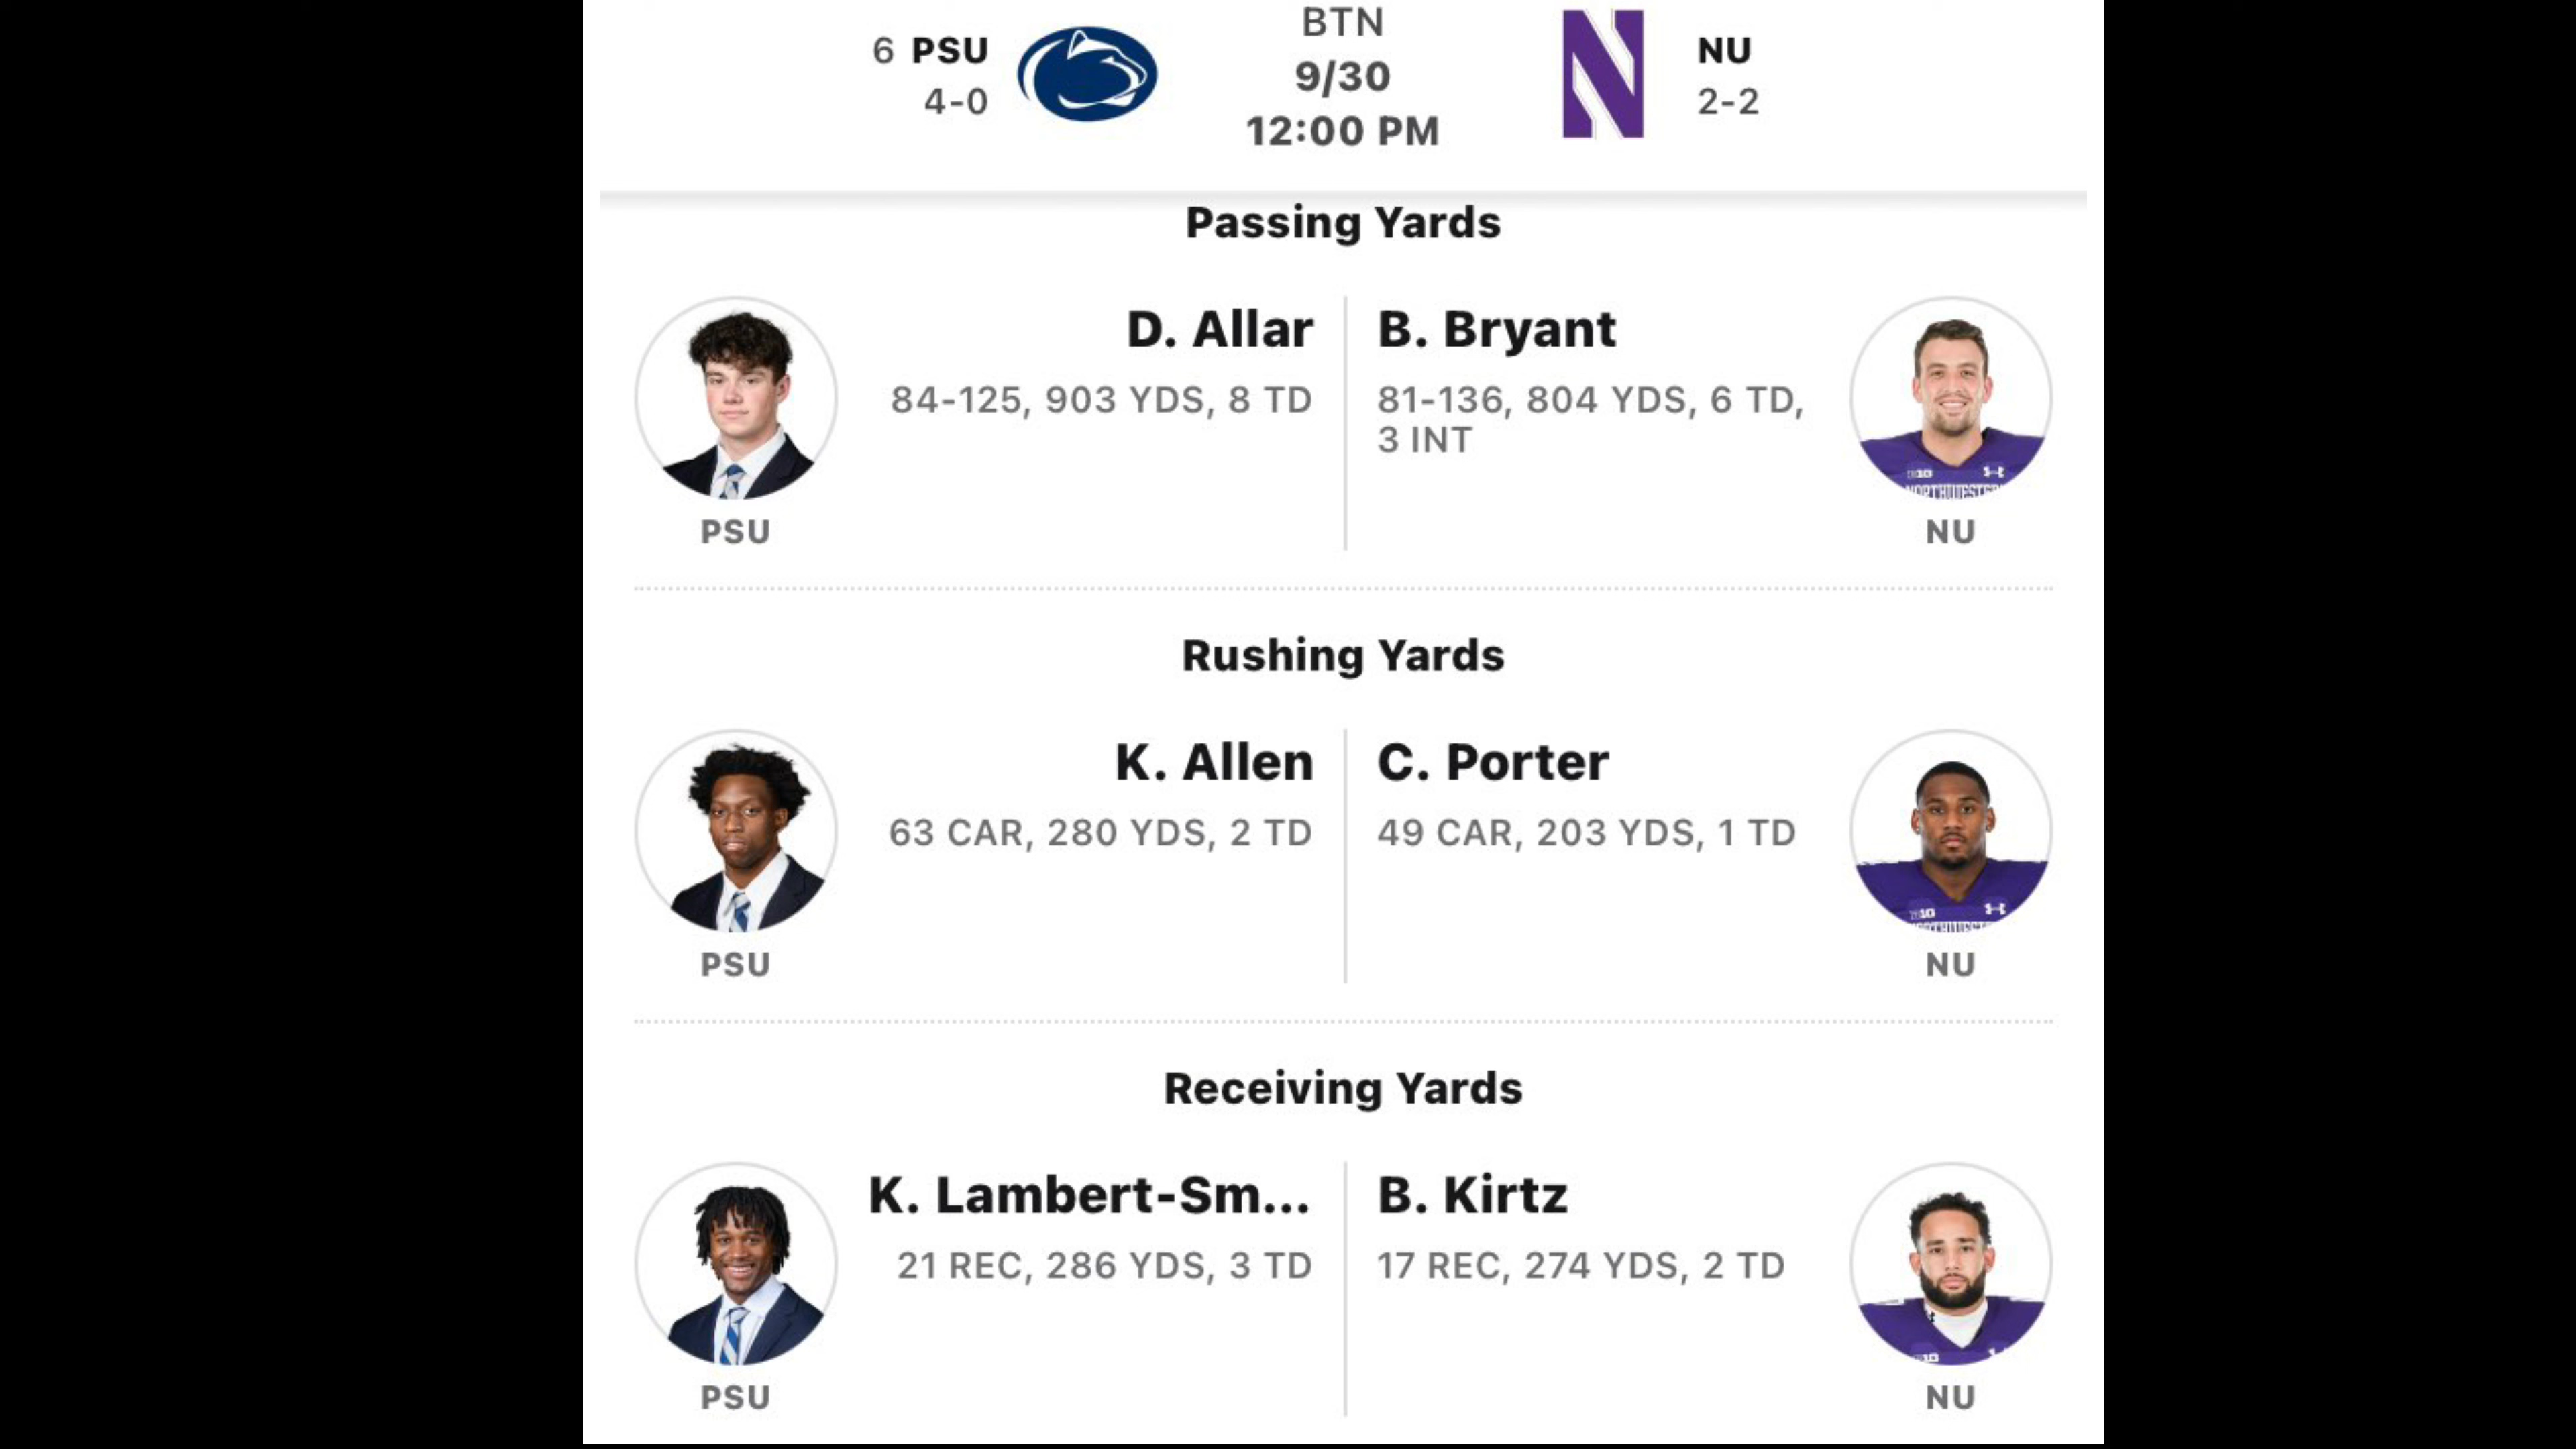 BTN
6 PSU
4-0
9/30
12:00 PM
NU
2-2
Passing Yards
D. Allar
84-125, 903 YDS, 8 TD
PSU
B. Bryant
81-136, 804 YDS, 6 TD,
3 INT
NU
Rushing Yards
K. Allen
63 CAR, 280 YDS, 2 TD
PSU
C. Porter
49 CAR, 203 YDS, 1 TD
NU
Receiving Yards
K. Lambert-Sm...
21 REC, 286 YDS, 3 TD
PSU
B. Kirtz
17 REC, 274 YDS, 2 TD
NU